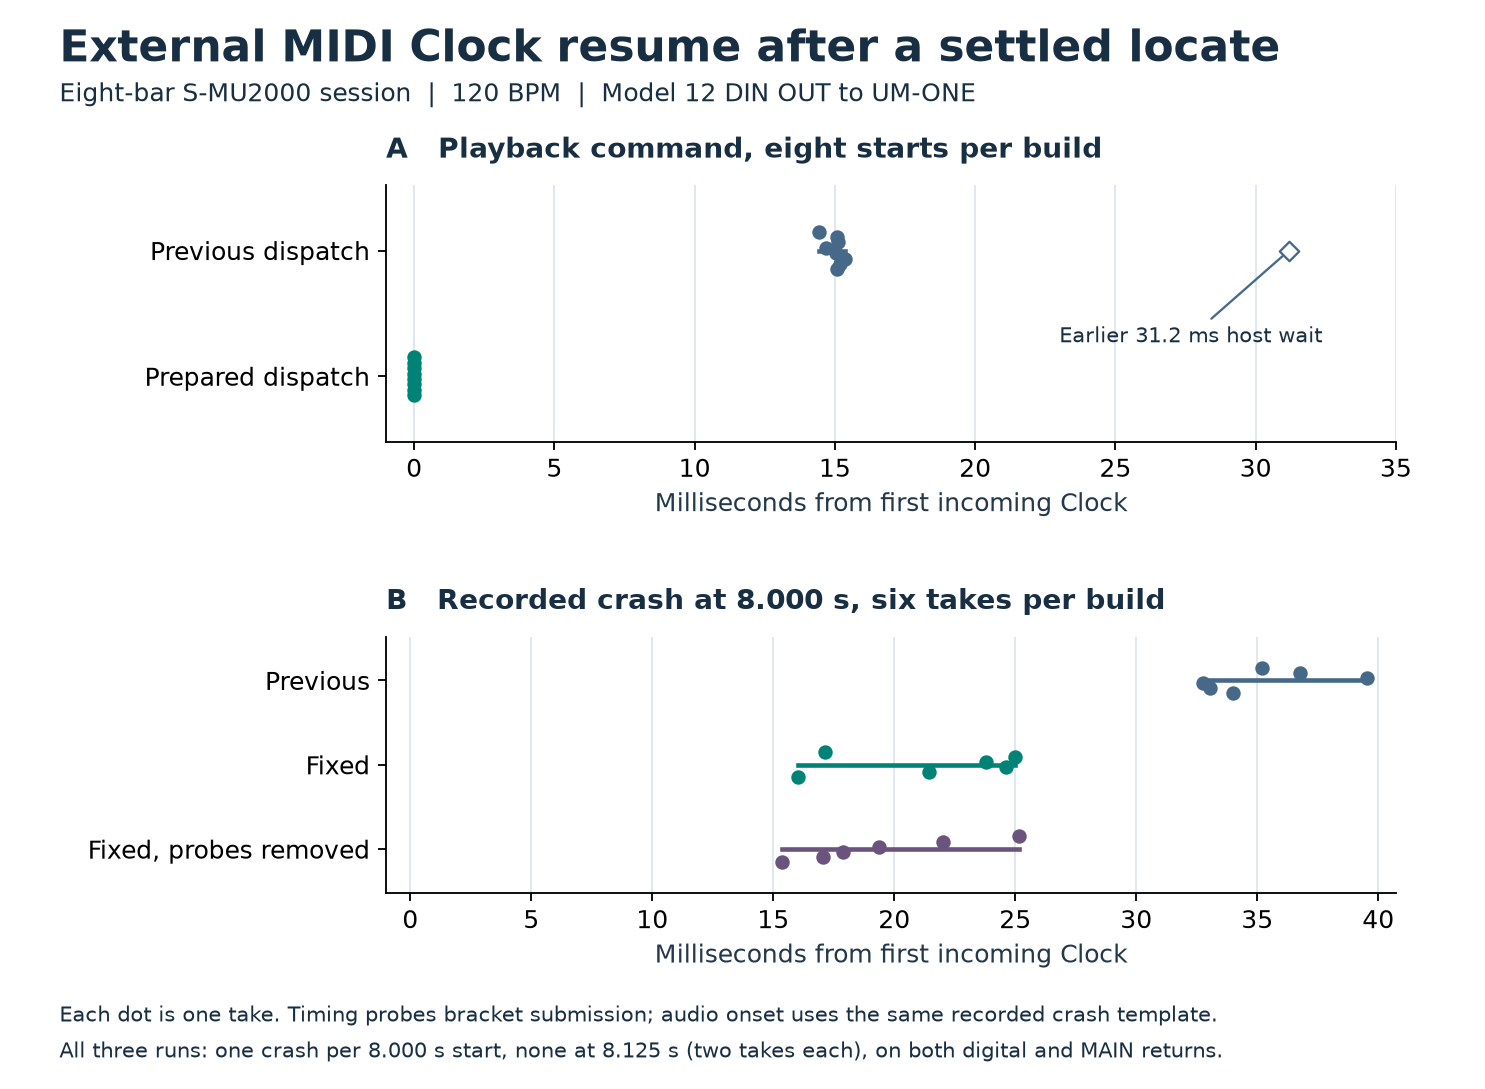 External MIDI Clock resume after a settled locate
Eight-bar S-MU2000 session | 120 BPM | Model 12 DIN OUT to UM-ONE
A Playback command, eight starts per build
Previous dispatch
Earlier 31.2 ms host wait
Prepared dispatch
0 5 10 15 20 25 30 35
Milliseconds from first incoming Clock
B Recorded crash at 8.000 s, six takes per build
Previous
Fixed
Fixed, probes removed
0 5 10 15 20 25 30 35 40
Milliseconds from first incoming Clock
Each dot is one take. Timing probes bracket submission; audio onset uses the same recorded crash template.
All three runs: one crash per 8.000 s start, none at 8.125 s (two takes each), on both digital and MAIN returns.